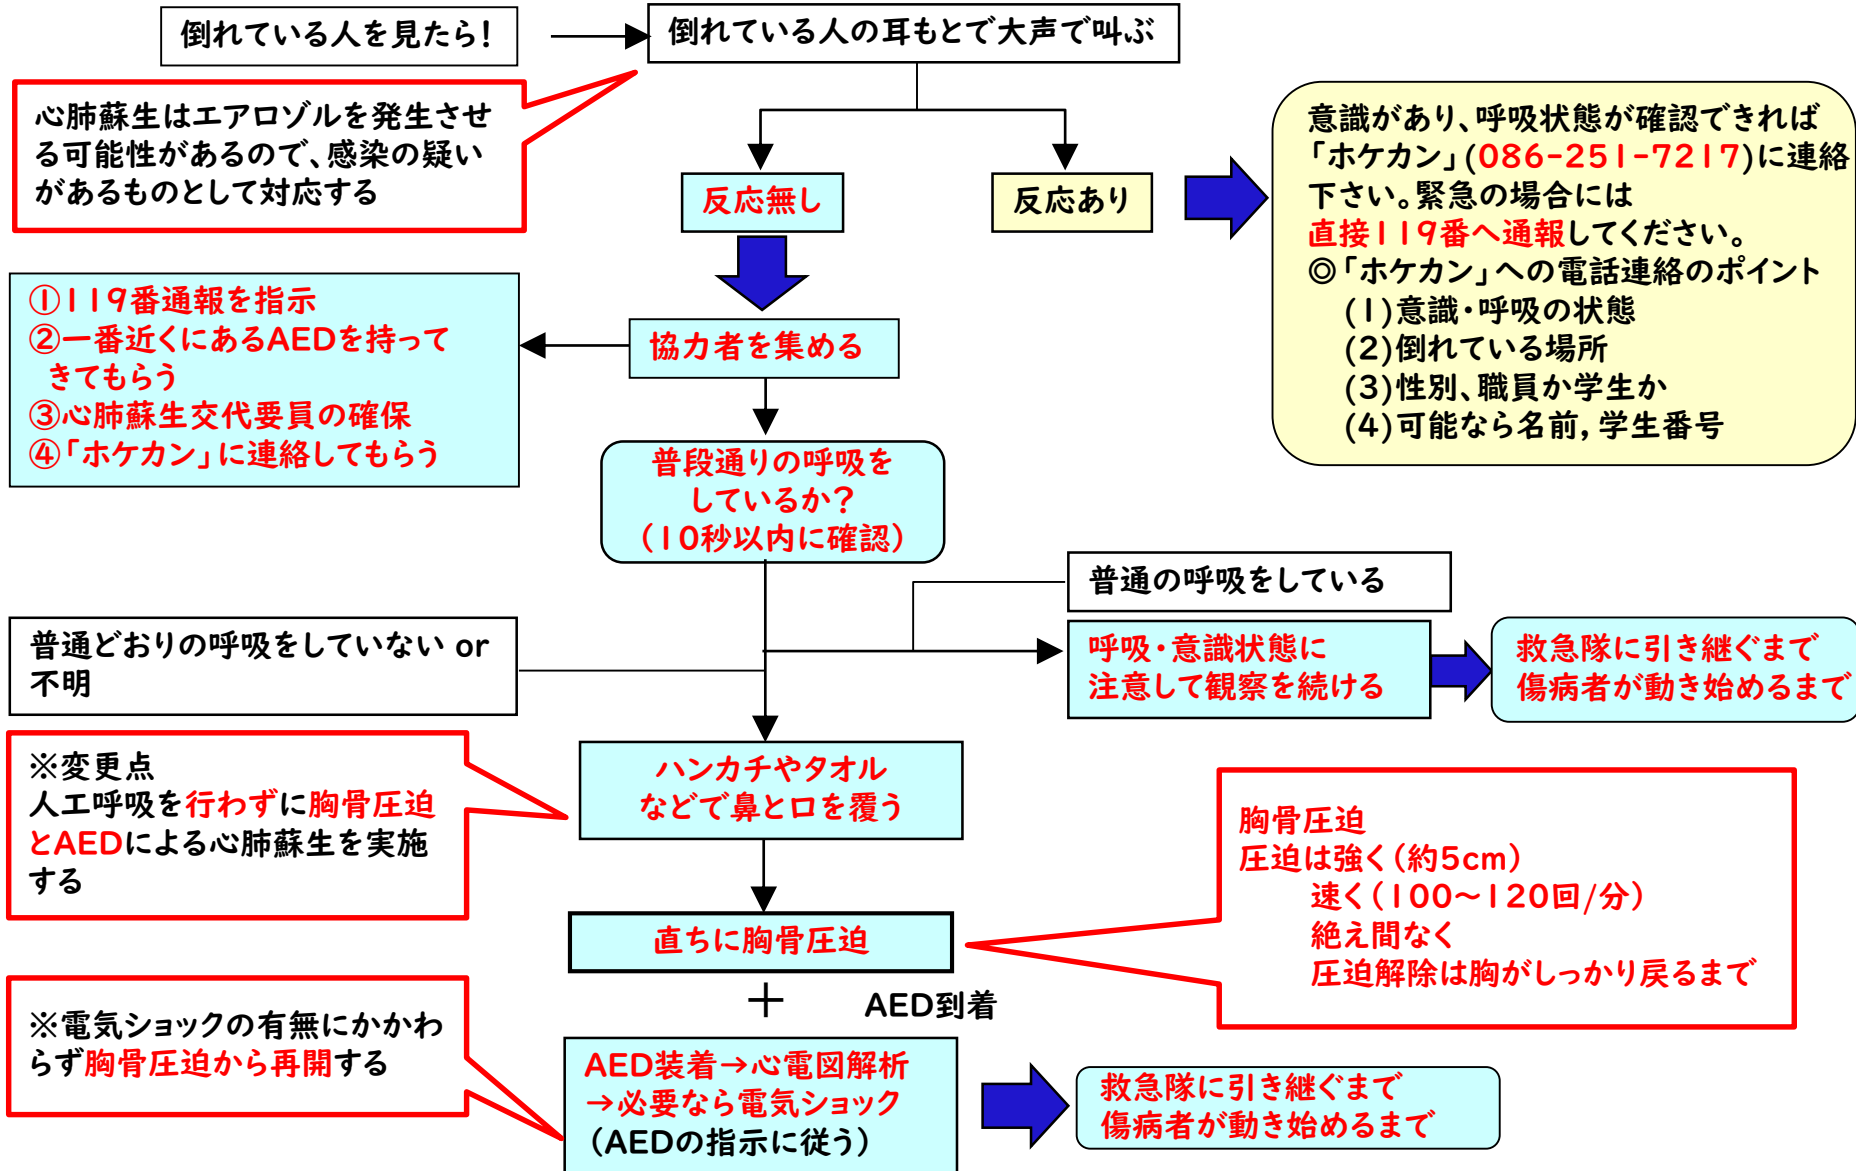 倒れている人を見たら!
倒れている人の耳もとで大声で叫ぶ
心肺蘇生はエアロゾルを発生させ
る可能性があるので、感染の疑い
があるものとして対応する
反応無し
反応あり
意識があり、呼吸状態が確認できれば
「ホケカン」(086-251-7217)に連絡
下さい。緊急の場合には
直接119番へ通報してください。
◎「ホケカン」への電話連絡のポイント
(1)意識・呼吸の状態
(2)倒れている場所
(3)性別、職員か学生か
(4)可能なら名前,学生番号
①119番通報を指示
②一番近くにあるAEDを持って
きてもらう
③心肺蘇生交代要員の確保
④「ホケカン」に連絡してもらう
協力者を集める
普段通りの呼吸を
しているか?
(10秒以内に確認)
普通の呼吸をしている
普通どおりの呼吸をしていない or
不明
呼吸・意識状態に
注意して観察を続ける
救急隊に引き継ぐまで
傷病者が動き始めるまで
※変更点
人工呼吸を行わずに胸骨圧迫
とAEDによる心肺蘇生を実施
する
ハンカチやタオル
などで鼻と口を覆う
胸骨圧迫
圧迫は強く(約5cm)
速く(100~120回/分)
絶え間なく
圧迫解除は胸がしっかり戻るまで
直ちに胸骨圧迫
+ AED到着
※電気ショックの有無にかかわ
らず胸骨圧迫から再開する
AED装着→心電図解析
→必要なら電気ショック
(AEDの指示に従う)
救急隊に引き継ぐまで
傷病者が動き始めるまで